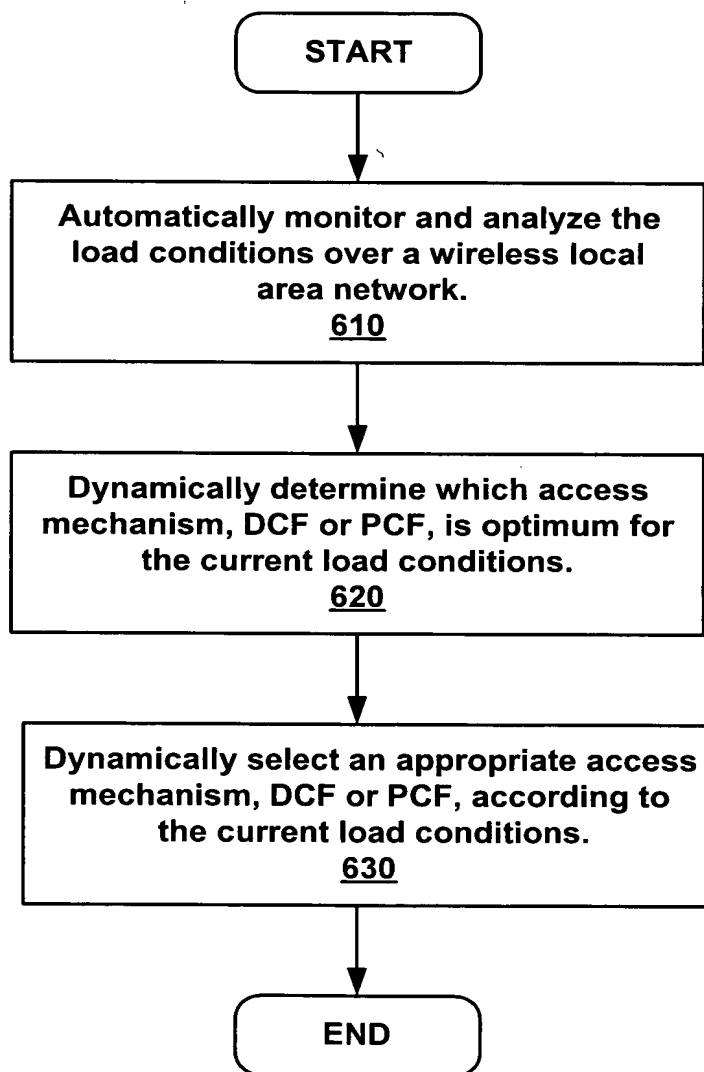 START
Automatically monitor and analyze the
load conditions over a wireless local
area network.
610
Dynamically determine which access
mechanism, DCF or PCF, is optimum for
the current load conditions.
620
Dynamically select an appropriate access
mechanism, DCF or PCF, according to
the current load conditions.
630
END